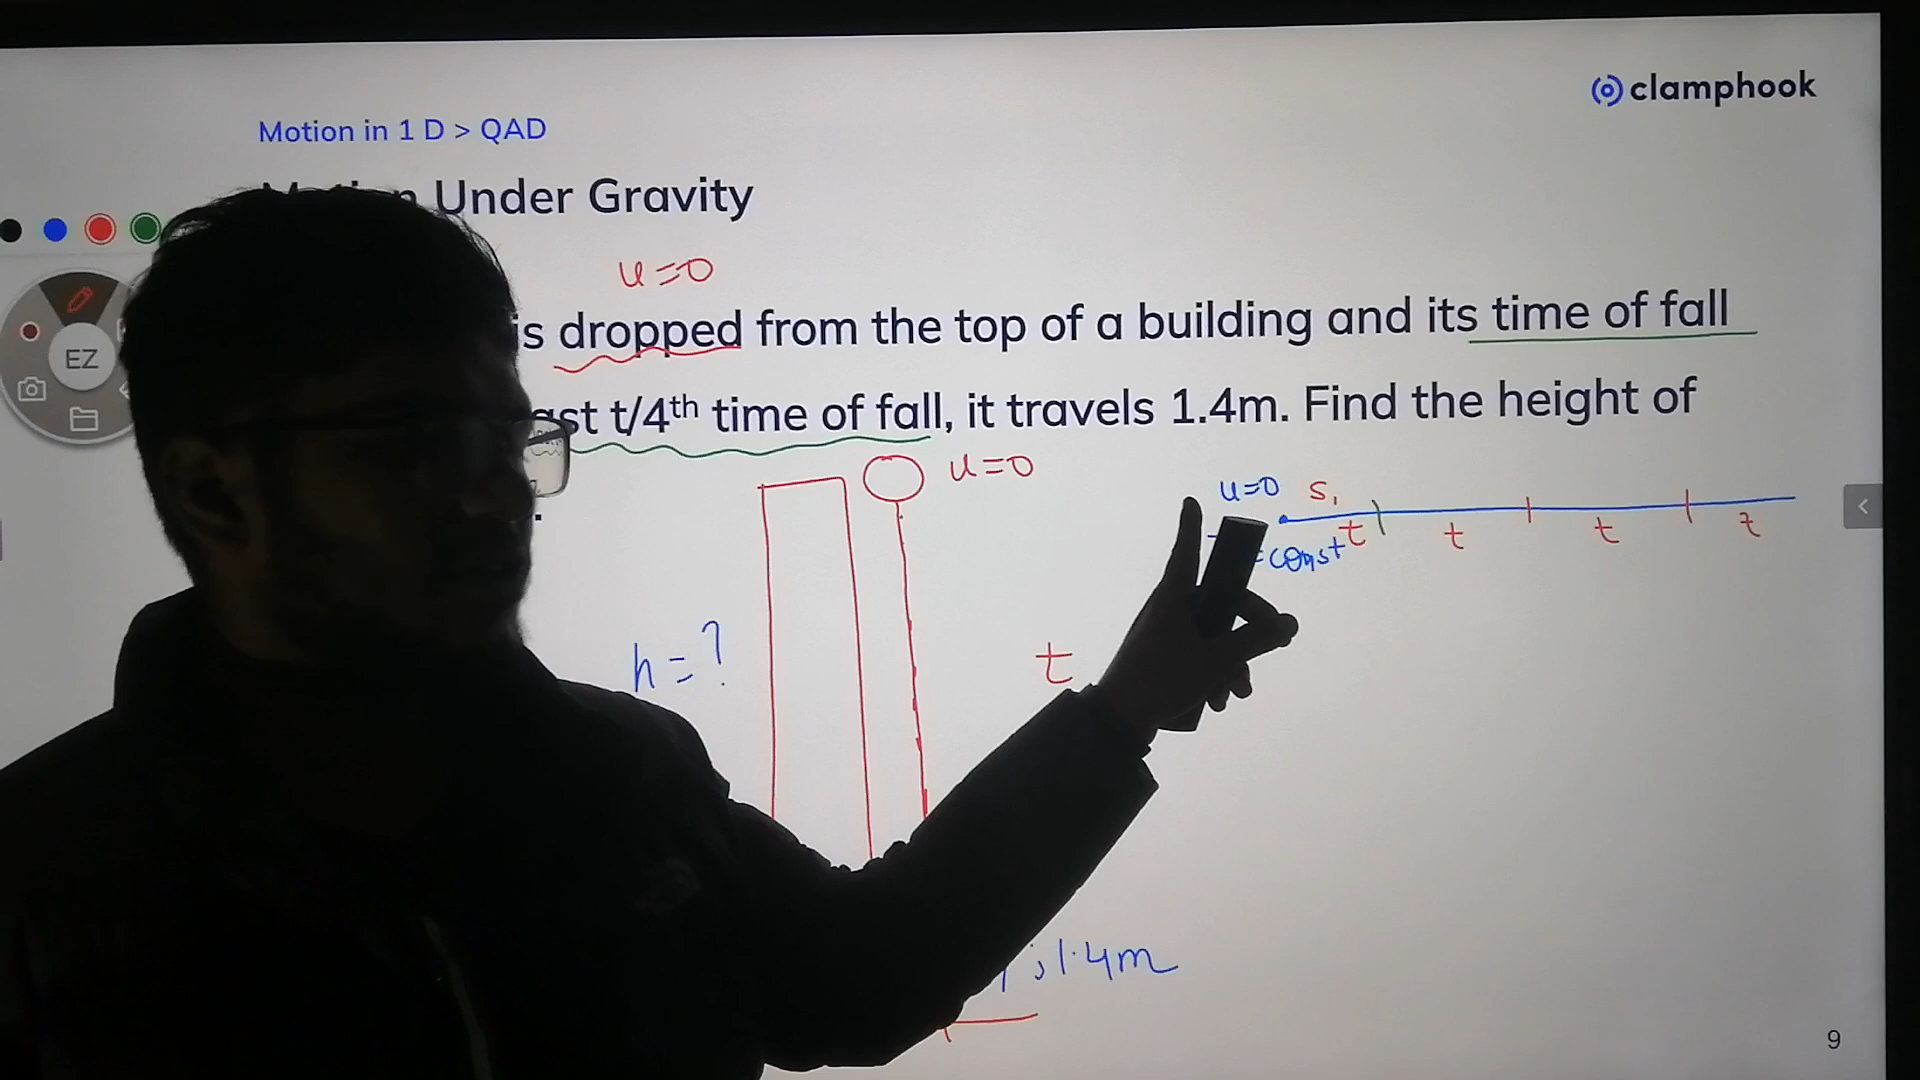 clamphook
Motion in 1 D > QAD
Motion Under Gravity
u=0
is dropped from the top of a building and its time of fall
EZ
t/4th time of fall, it travels 1.4m. Find the height of
u=0
u=0 S1
t t t t
=const
h=?
t
1.4m
9